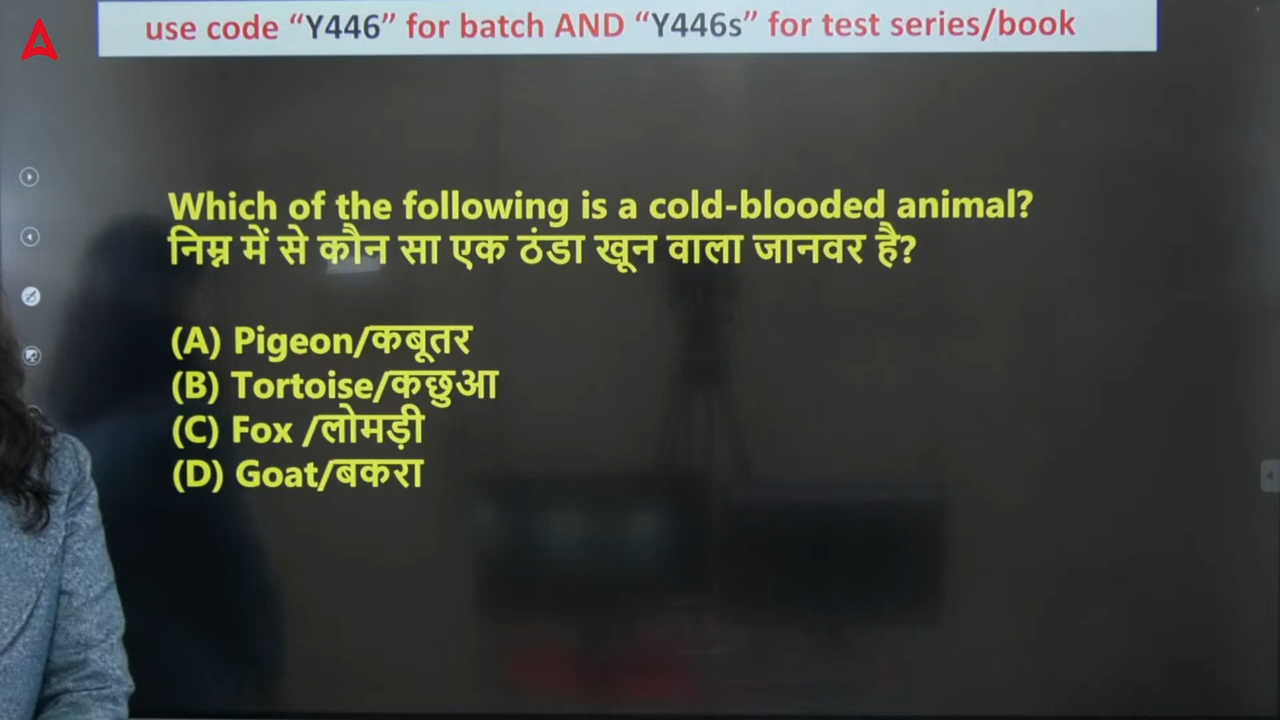 use code “Y446” for batch AND “Y446s” for test series/book
Which of the following is a cold-blooded animal?
निम्न में से कौन सा एक ठंडा खून वाला जानवर है?
(A) Pigeon/कबूतर
(B) Tortoise/कछुआ
(C) Fox /लोमड़ी
(D) Goat/बकरा